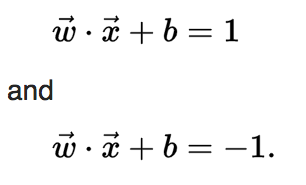 w⃗ · x⃗ + b = 1
and
w⃗ · x⃗ + b = −1.